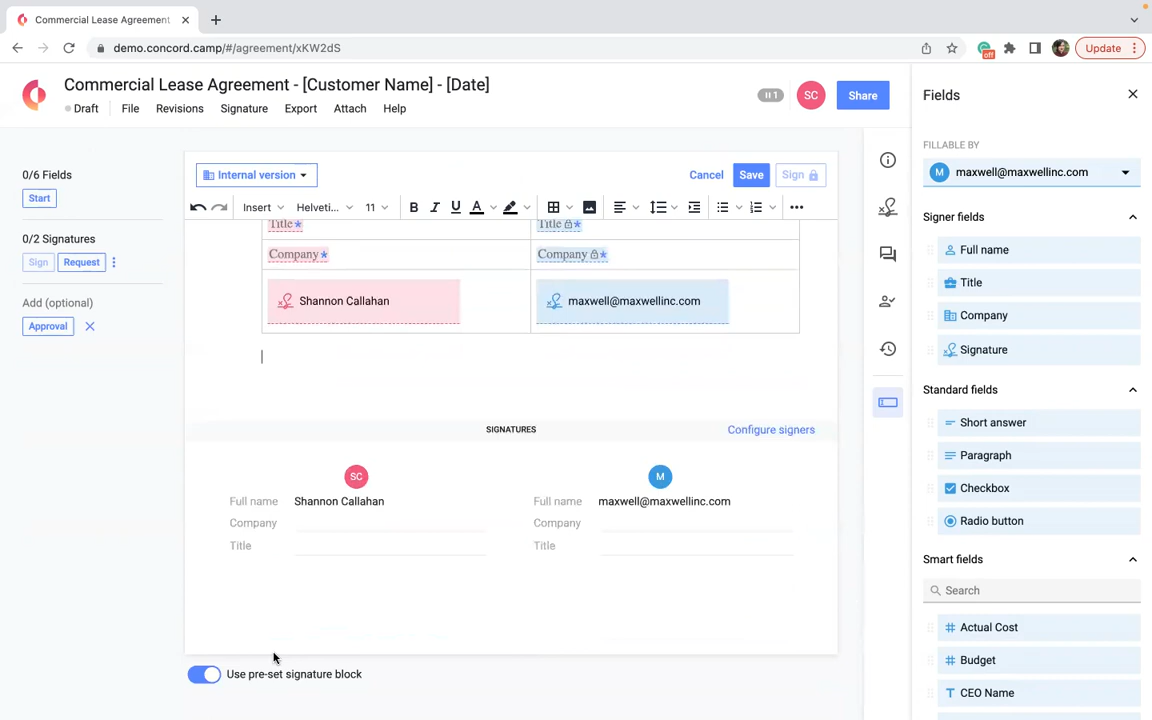 Commercial Lease Agreement
demo.concord.camp/#/agreement/xKW2dS
off
Update
Commercial Lease Agreement - [Customer Name] - [Date]
Draft File Revisions Signature Export Attach Help
1
SC
Share
0/6 Fields
Start
0/2 Signatures
Sign Request
Add (optional)
Approval
Internal version
Cancel Save Sign
Insert Helveti... 11 B I U A
Title* Title *
Company* Company *
Shannon Callahan maxwell@maxwellinc.com
SIGNATURES Configure signers
SC M
Full name Shannon Callahan Full name maxwell@maxwellinc.com
Company Company
Title Title
Use pre-set signature block
Fields
FILLABLE BY
M maxwell@maxwellinc.com
Signer fields
Full name
Title
Company
Signature
Standard fields
Short answer
Paragraph
Checkbox
Radio button
Smart fields
Search
# Actual Cost
# Budget
T CEO Name